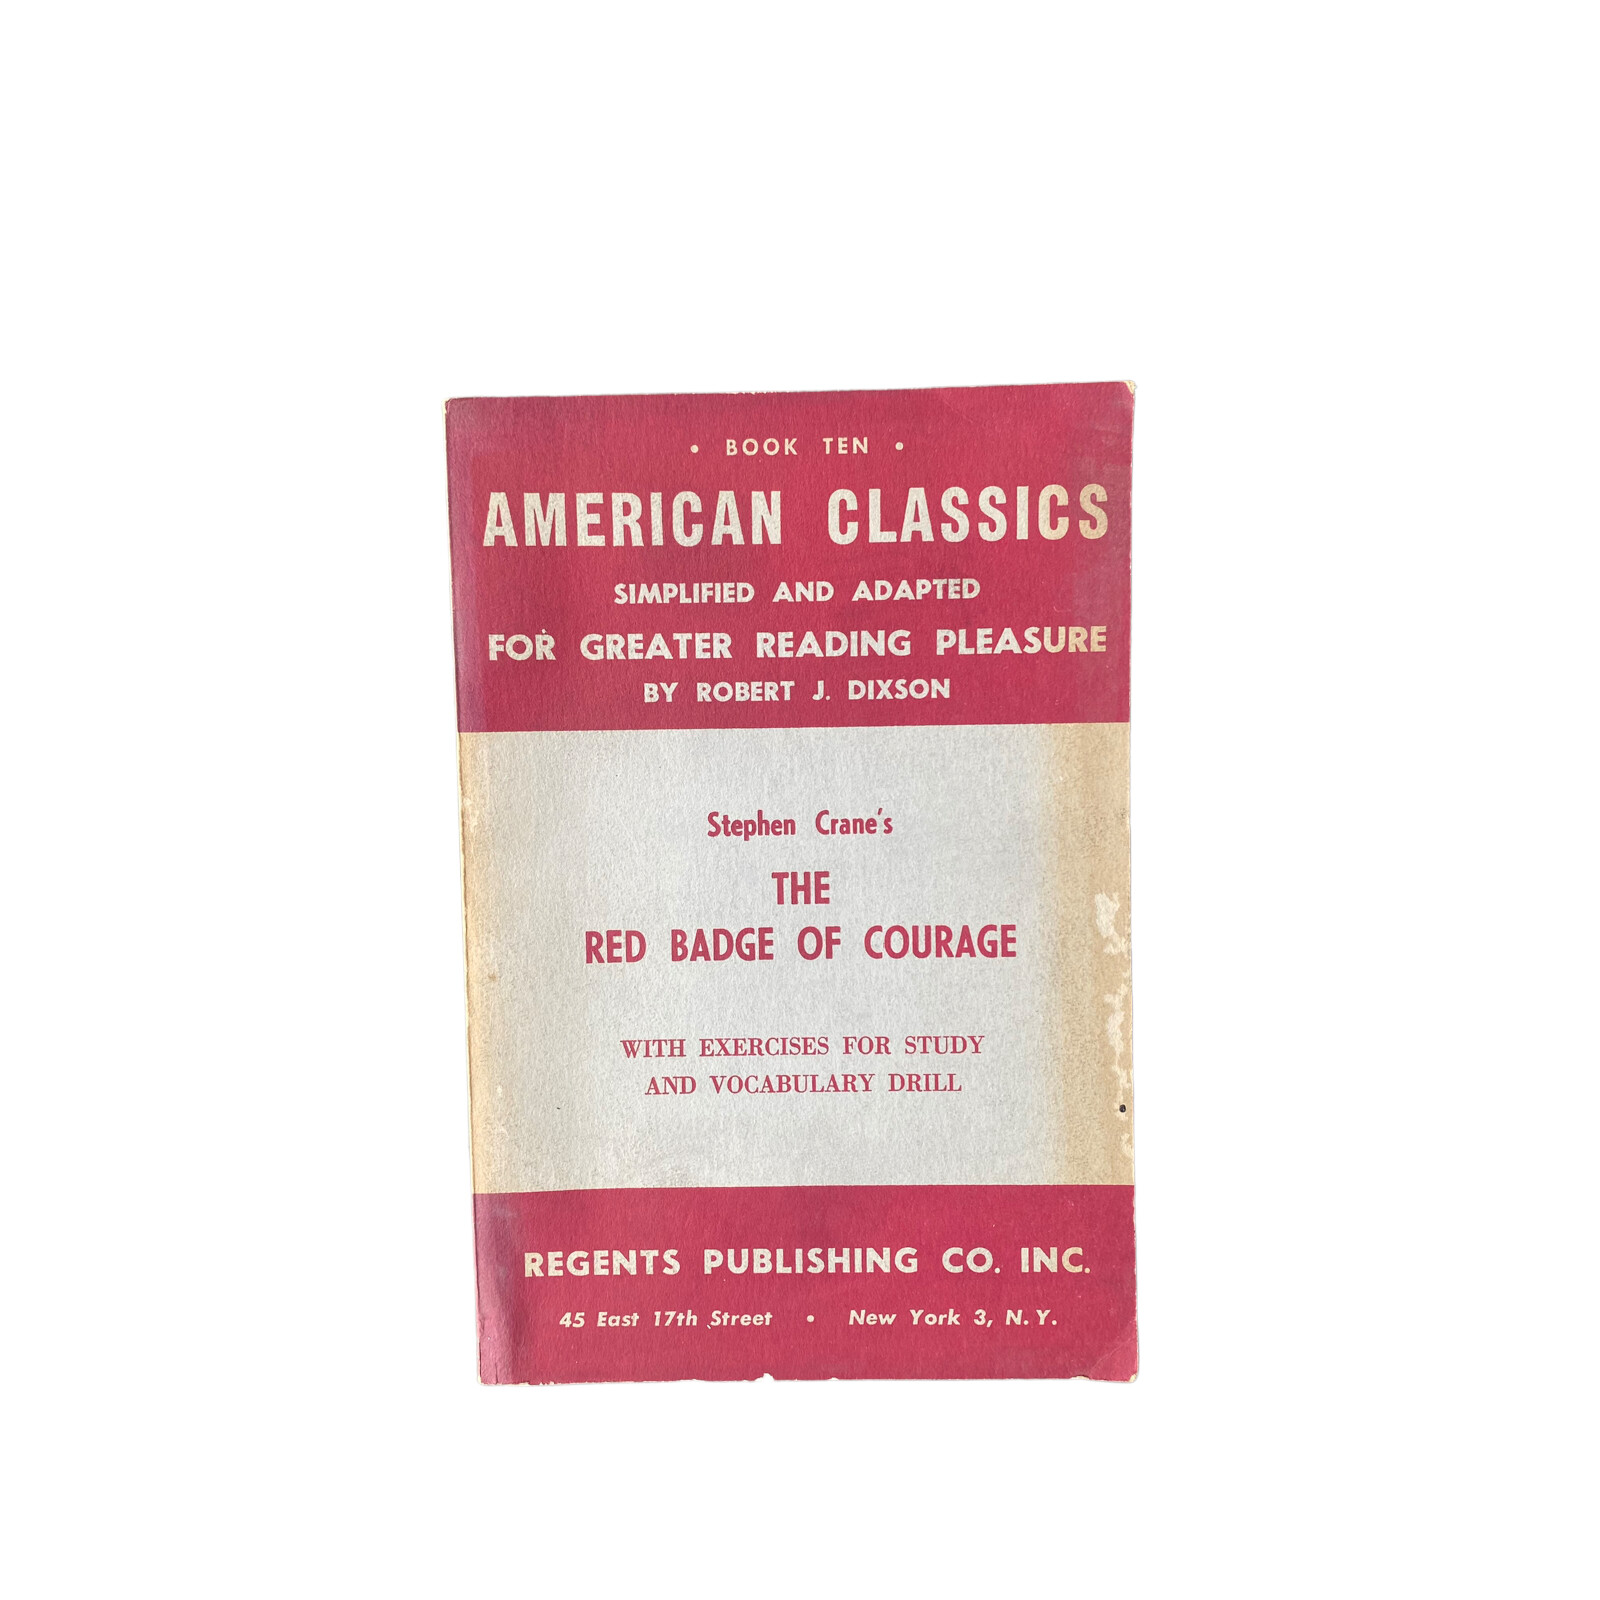 • BOOK TEN •
AMERICAN CLASSICS
SIMPLIFIED AND ADAPTED
FOR GREATER READING PLEASURE
BY ROBERT J. DIXSON
Stephen Crane's
THE
RED BADGE OF COURAGE
WITH EXERCISES FOR STUDY
AND VOCABULARY DRILL
REGENTS PUBLISHING CO. INC.
45 East 17th Street • New York 3, N. Y.